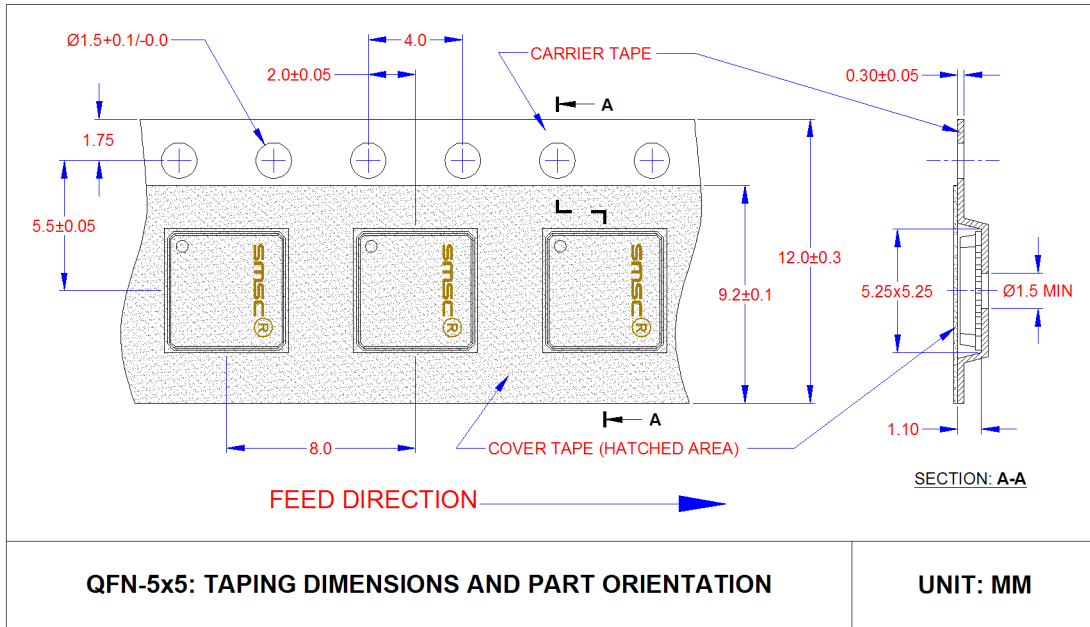 Ø1.5+0.1/-0.0
4.0
CARRIER TAPE
2.0±0.05
0.30±0.05
A
1.75
5.5±0.05
smsc®
smsc®
smsc®
12.0±0.3
9.2±0.1
5.25x5.25
Ø1.5 MIN
A
8.0
COVER TAPE (HATCHED AREA)
1.10
SECTION: A-A
FEED DIRECTION
QFN-5x5: TAPING DIMENSIONS AND PART ORIENTATION
UNIT: MM